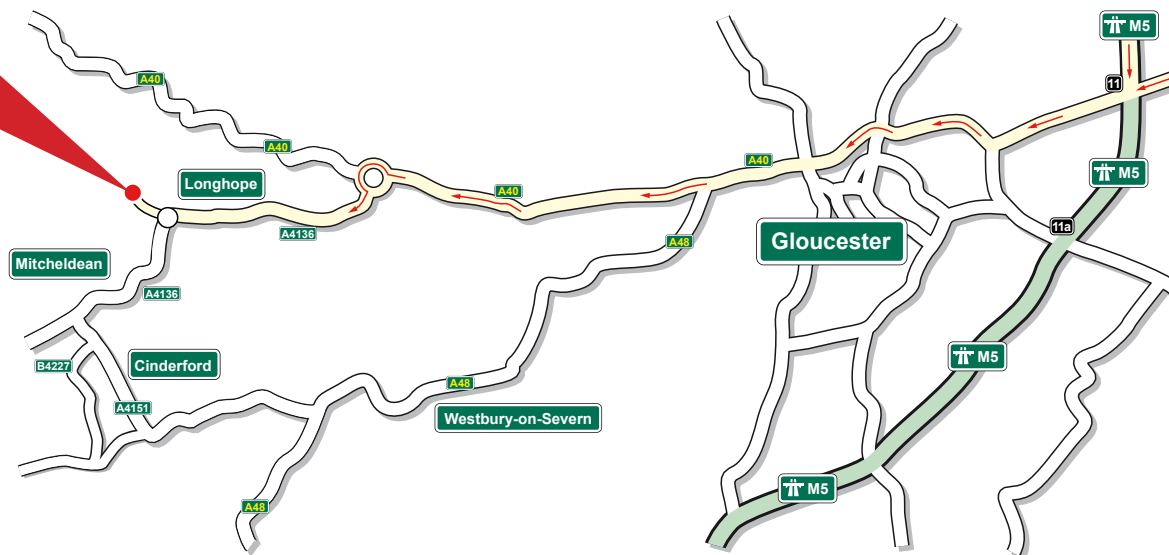 M5
A40
11
A40
A40
M5
Longhope
A40
11a
A4136
A48
Gloucester
Mitcheldean
A4136
M5
B4227
Cinderford
A48
A4151
Westbury-on-Severn
M5
A48